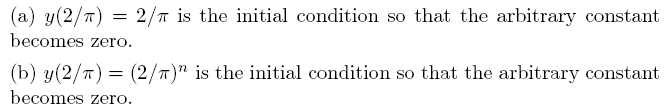 (a) y(2/π) = 2/π is the initial condition so that the arbitrary constant
becomes zero.
(b) y(2/π) = (2/π)ⁿ is the initial condition so that the arbitrary constant
becomes zero.